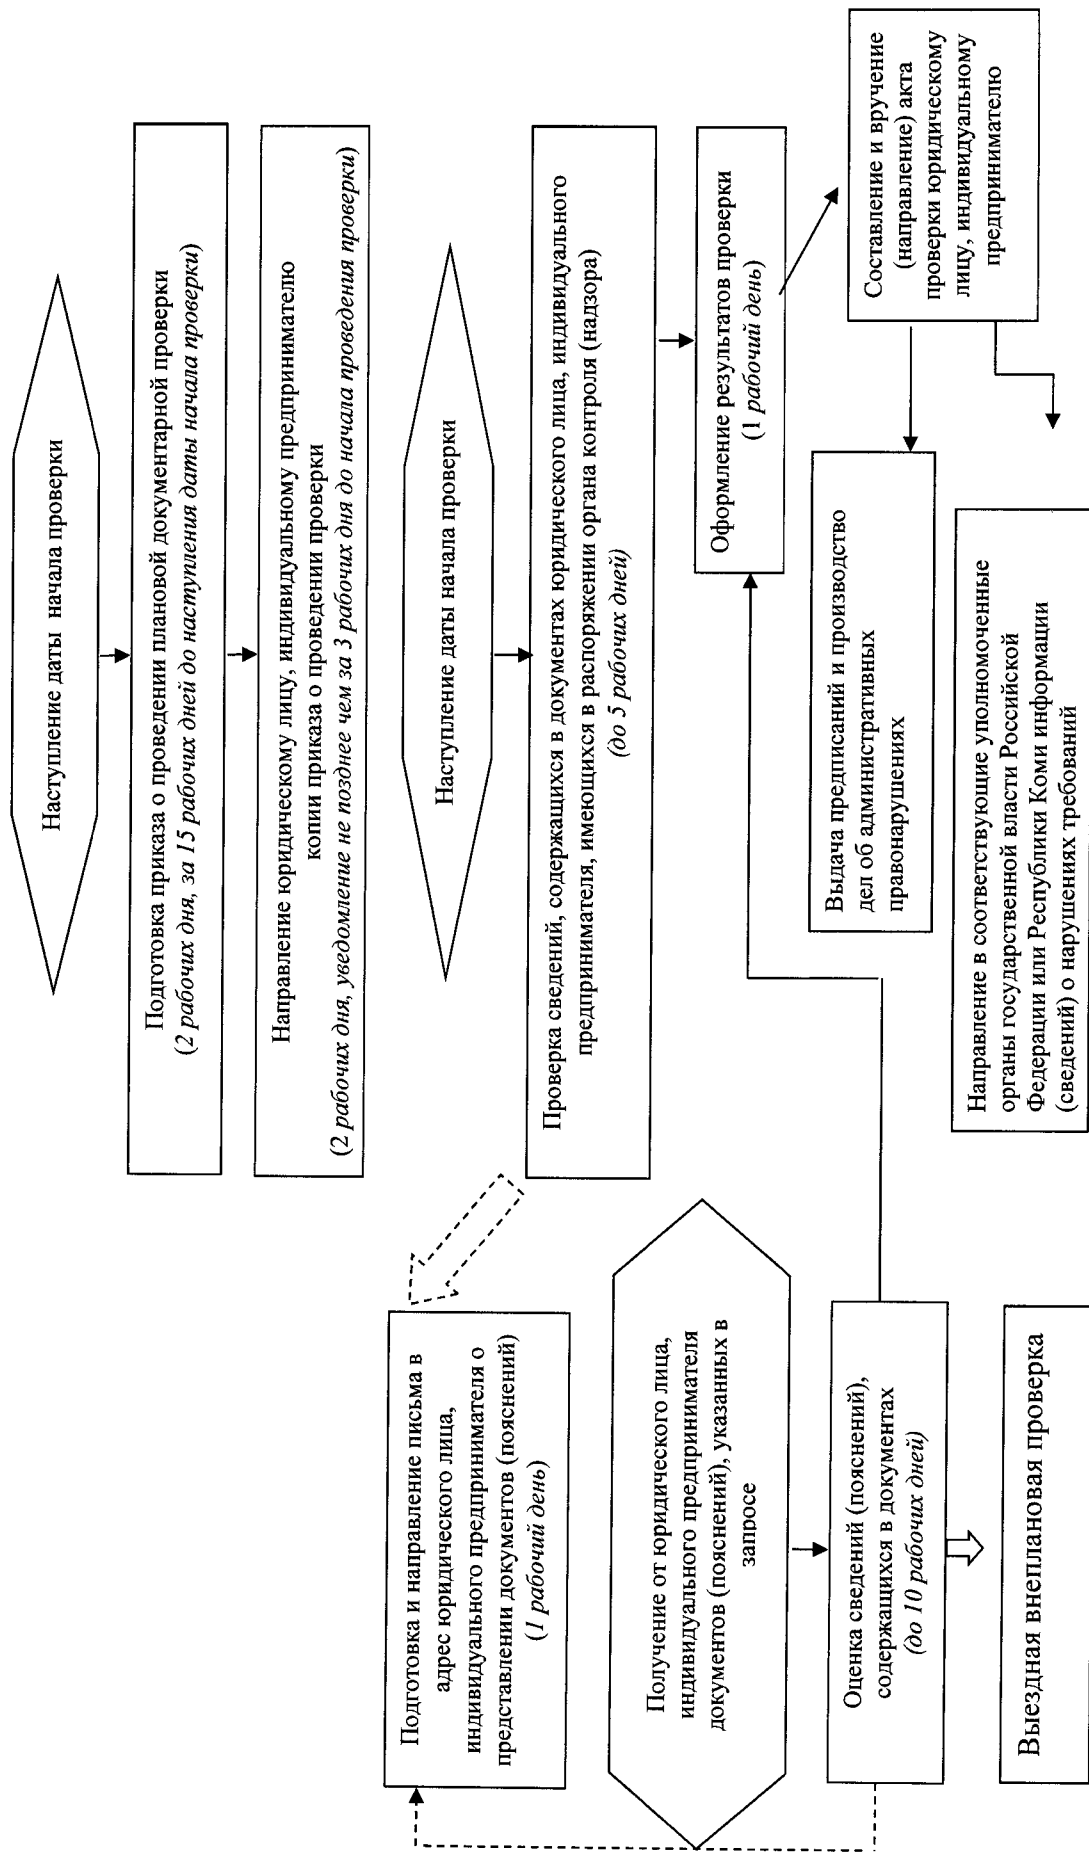 Наступление даты начала проверки
Подготовка приказа о проведении плановой документарной проверки
(2 рабочих дня, за 15 рабочих дней до наступления даты начала проверки)
Направление юридическому лицу, индивидуальному предпринимателю
копии приказа о проведении проверки
(2 рабочих дня, уведомление не позднее чем за 3 рабочих дня до начала проведения проверки)
Наступление даты начала проверки
Проверка сведений, содержащихся в документах юридического лица, индивидуального
предпринимателя, имеющихся в распоряжении органа контроля (надзора)
(до 5 рабочих дней)
Подготовка и направление письма в
адрес юридического лица,
индивидуального предпринимателя о
представлении документов (пояснений)
(1 рабочий день)
Получение от юридического лица,
индивидуального предпринимателя
документов (пояснений), указанных в
запросе
Оценка сведений (пояснений),
содержащихся в документах
(до 10 рабочих дней)
Выездная внеплановая проверка
Оформление результатов проверки
(1 рабочий день)
Составление и вручение
(направление) акта
проверки юридическому
лицу, индивидуальному
предпринимателю
Выдача предписаний и производство
дел об административных
правонарушениях
Направление в соответствующие уполномоченные
органы государственной власти Российской
Федерации или Республики Коми информации
(сведений) о нарушениях требований